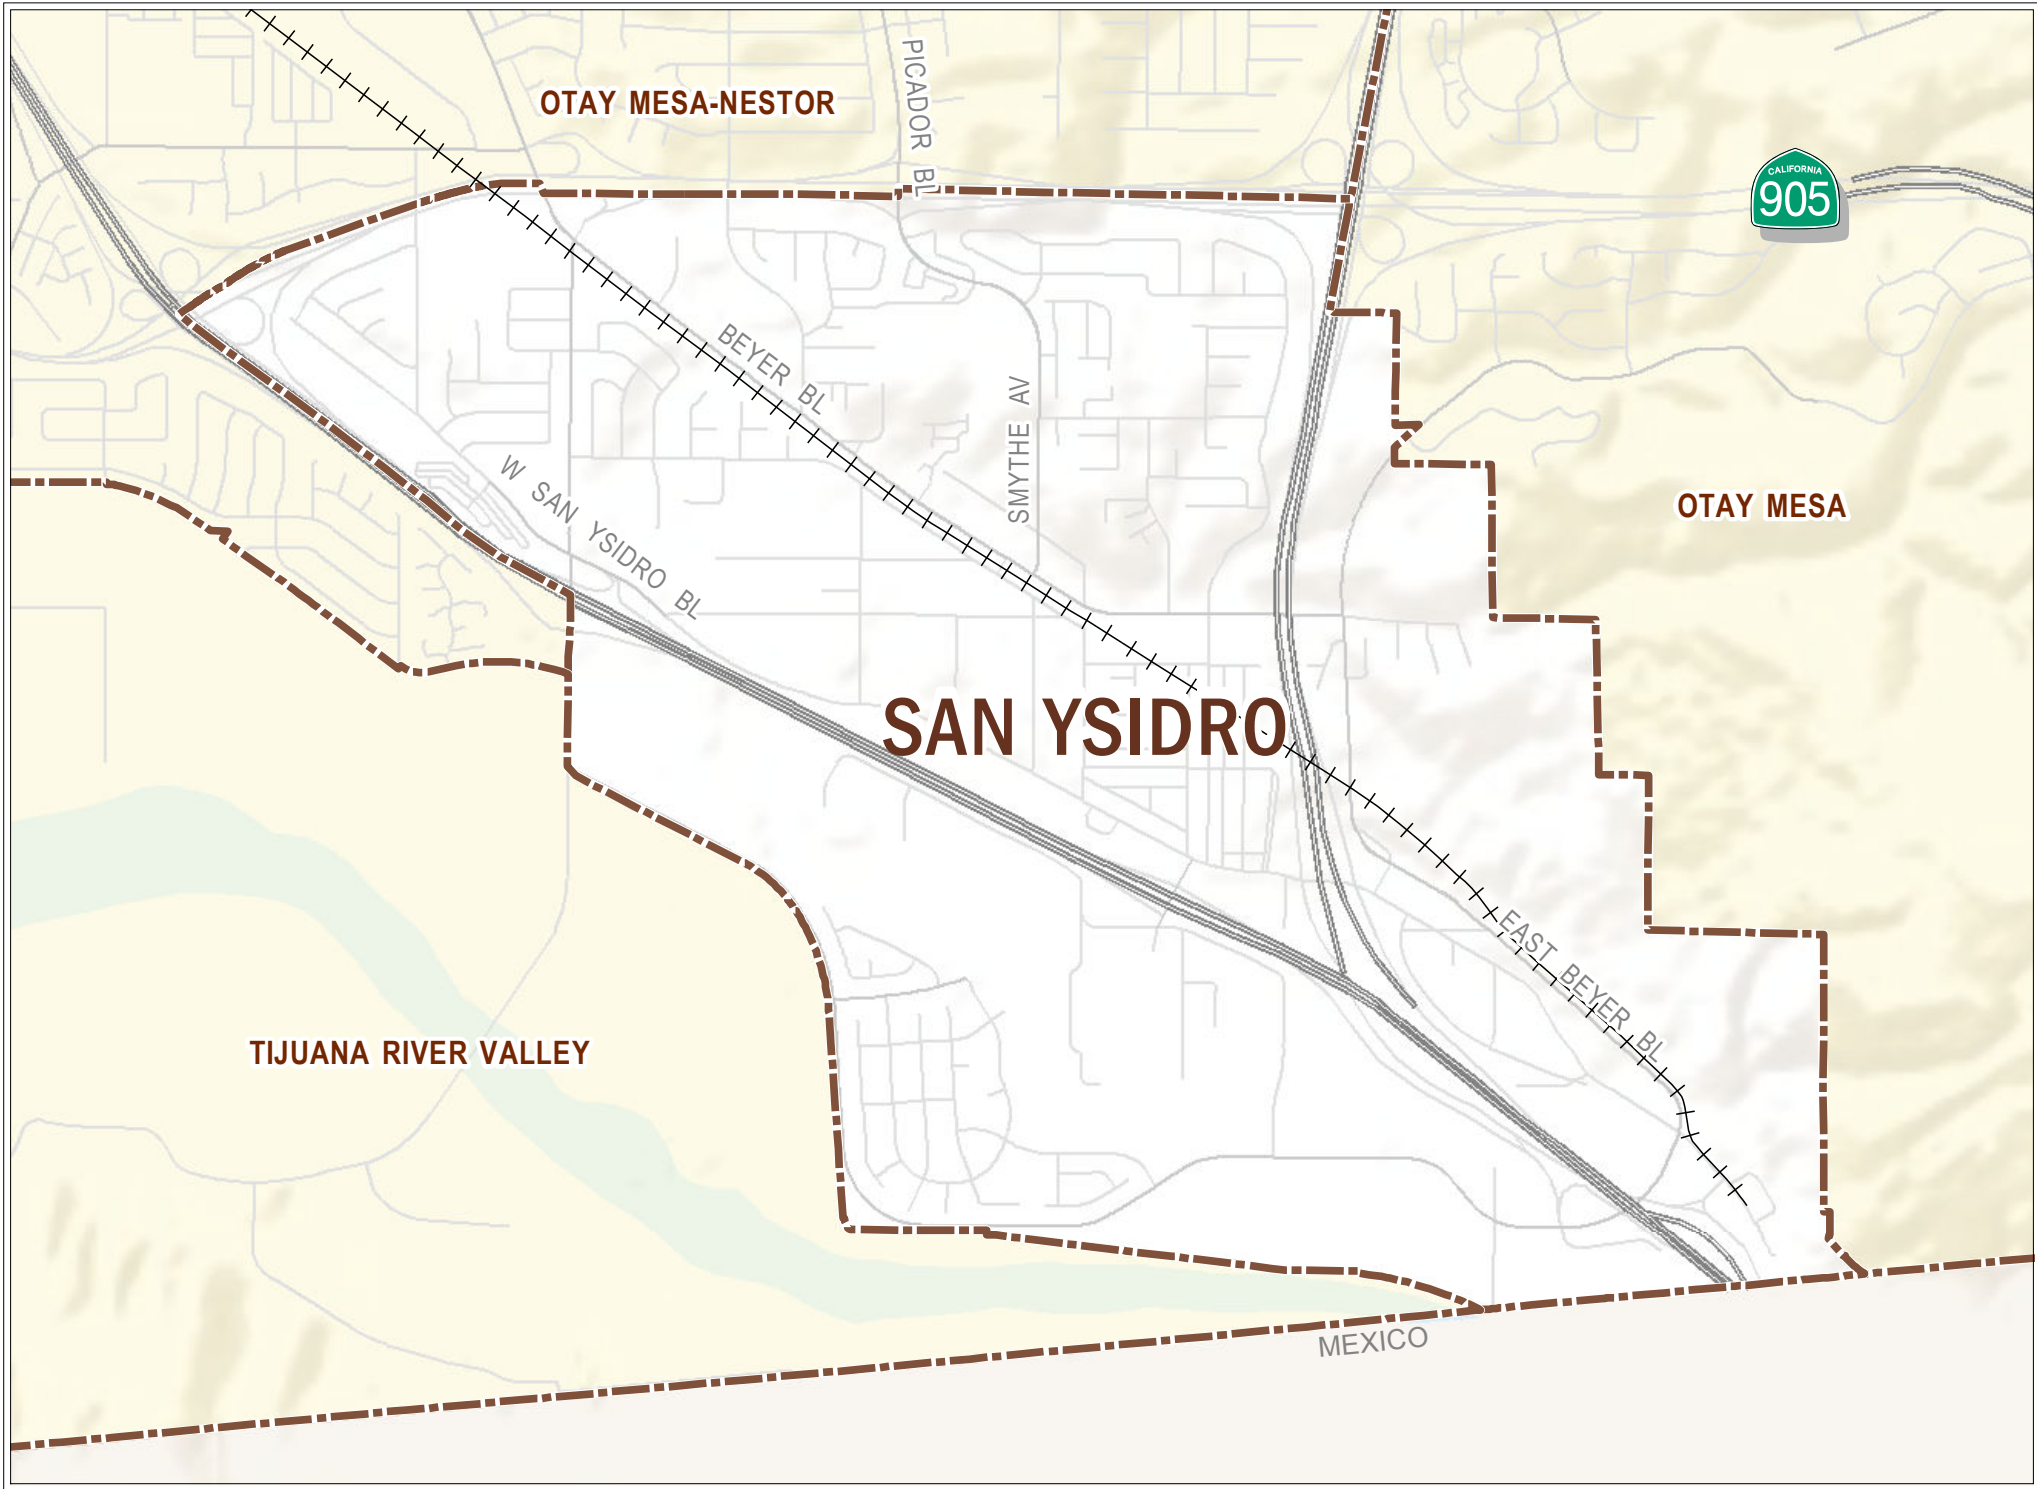 OTAY MESA-NESTOR
PICADOR BL
CALIFORNIA
905
BEYER BL
SMYTHE AV
W SAN YSIDRO BL
OTAY MESA
SAN YSIDRO
EAST BEYER BL
TIJUANA RIVER VALLEY
MEXICO